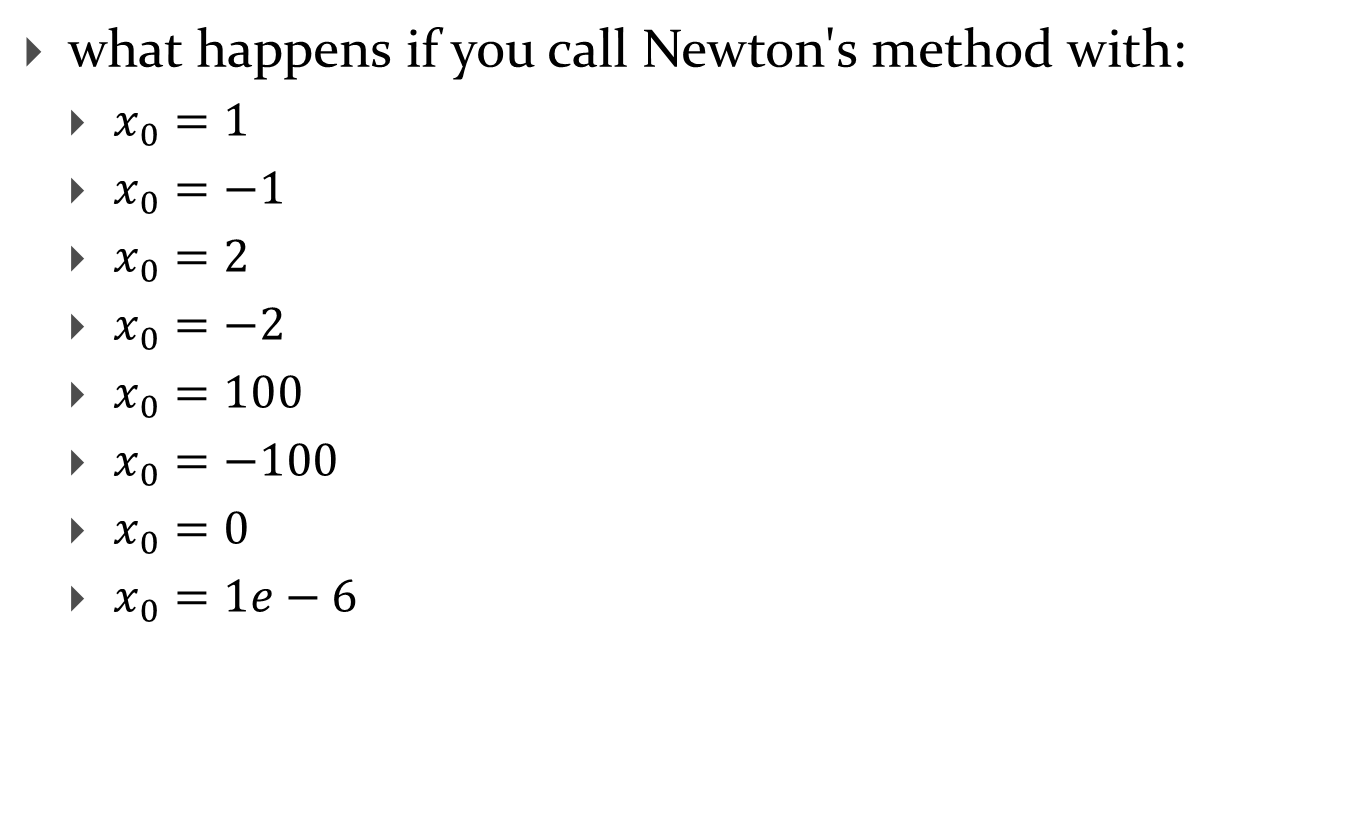 what happens if you call Newton's method with:
x₀ = 1
x₀ = −1
x₀ = 2
x₀ = −2
x₀ = 100
x₀ = −100
x₀ = 0
x₀ = 1e − 6